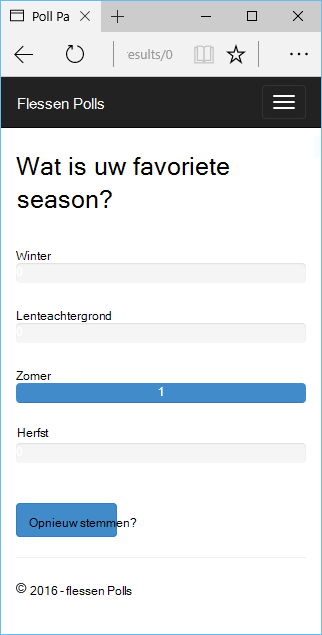 Poll Pa
results/0
Flessen Polls
Wat is uw favoriete
season?
Winter
0
Lenteachtergrond
0
Zomer
1
Herfst
0
Opnieuw stemmen?
© 2016 - flessen Polls